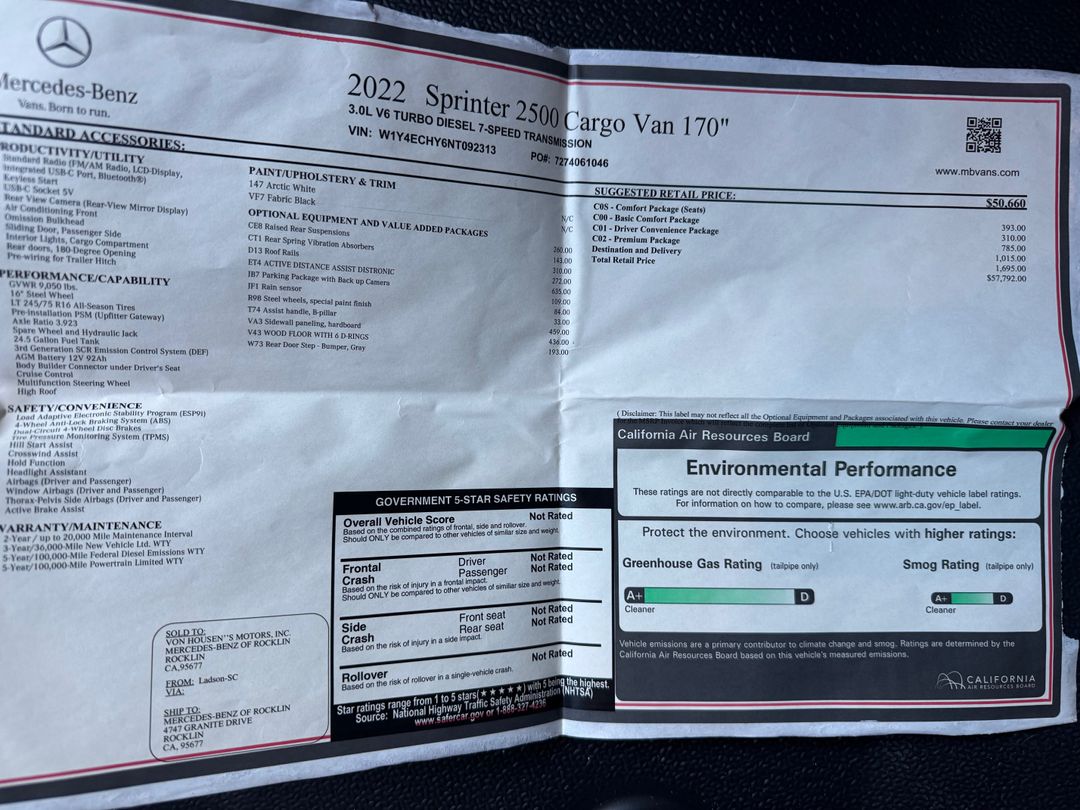 Mercedes-Benz
Vans. Born to run.
2022 Sprinter 2500 Cargo Van 170"
3.0L V6 TURBO DIESEL 7-SPEED TRANSMISSION
VIN: W1Y4ECHY6NT092313 PO#: 7274061046
www.mbvans.com
STANDARD ACCESSORIES:
PRODUCTIVITY/UTILITY
Standard Radio (FM/AM Radio, LCD-Display,
Integrated USB-C Port, Bluetooth®)
Keyless Start
USB-C Socket 5V
Rear View Camera (Rear-View Mirror Display)
Air Conditioning Front
Omission Bulkhead
Sliding Door, Passenger Side
Interior Lights, Cargo Compartment
Rear doors, 180-Degree Opening
Pre-wiring for Trailer Hitch
PERFORMANCE/CAPABILITY
GVWR 9,050 lbs.
16" Steel Wheel
LT 245/75 R16 All-Season Tires
Pre-installation PSM (Upfitter Gateway)
Axle Ratio 3.923
Spare Wheel and Hydraulic Jack
24.5 Gallon Fuel Tank
3rd Generation SCR Emission Control System (DEF)
AGM Battery 12V 92Ah
Body Builder Connector under Driver's Seat
Cruise Control
Multifunction Steering Wheel
High Roof
SAFETY/CONVENIENCE
Load Adaptive Electronic Stability Program (ESP9i)
4-Wheel Anti-Lock Braking System (ABS)
Dual-Circuit 4-Wheel Disc Brakes
Tire Pressure Monitoring System (TPMS)
Hill Start Assist
Crosswind Assist
Hold Function
Headlight Assistant
Airbags (Driver and Passenger)
Window Airbags (Driver and Passenger)
Thorax-Pelvis Side Airbags (Driver and Passenger)
Active Brake Assist
WARRANTY/MAINTENANCE
2-Year / up to 20,000 Mile Maintenance Interval
3-Year/36,000-Mile New Vehicle Ltd. WTY
5-Year/100,000-Mile Federal Diesel Emissions WTY
5-Year/100,000-Mile Powertrain Limited WTY
PAINT/UPHOLSTERY & TRIM
147 Arctic White N/C
VF7 Fabric Black N/C
OPTIONAL EQUIPMENT AND VALUE ADDED PACKAGES
CE8 Raised Rear Suspensions 260.00
CT1 Rear Spring Vibration Absorbers 143.00
D13 Roof Rails 310.00
ET4 ACTIVE DISTANCE ASSIST DISTRONIC 272.00
JB7 Parking Package with Back up Camera 635.00
JF1 Rain sensor 109.00
R98 Steel wheels, special paint finish 84.00
T74 Assist handle, B-pillar 33.00
VA3 Sidewall paneling, hardboard 459.00
V43 WOOD FLOOR WITH 6 D-RINGS 436.00
W73 Rear Door Step - Bumper, Gray 193.00
SUGGESTED RETAIL PRICE: $50,660
C0S - Comfort Package (Seats) 393.00
C00 - Basic Comfort Package 310.00
C01 - Driver Convenience Package 785.00
C02 - Premium Package 1,015.00
Destination and Delivery 1,695.00
Total Retail Price $57,792.00
( Disclaimer: This label may not reflect all the Optional Equipment and Packages associated with this vehicle. Please contact your dealer
SOLD TO:
VON HOUSEN"S MOTORS, INC.
MERCEDES-BENZ OF ROCKLIN
ROCKLIN
CA,95677
FROM: Ladson-SC
VIA:
SHIP TO:
MERCEDES-BENZ OF ROCKLIN
4747 GRANITE DRIVE
ROCKLIN
CA, 95677
GOVERNMENT 5-STAR SAFETY RATINGS
Overall Vehicle Score Not Rated
Based on the combined ratings of frontal, side and rollover.
Should ONLY be compared to other vehicles of similar size and weight.
Frontal Driver Not Rated
Crash Passenger Not Rated
Based on the risk of injury in a frontal impact.
Should ONLY be compared to other vehicles of similiar size and weight.
Side Front seat Not Rated
Crash Rear seat Not Rated
Based on the risk of injury in a side impact.
Rollover Not Rated
Based on the risk of rollover in a single-vehicle crash.
Star ratings range from 1 to 5 stars(★★★★★) with 5 being the highest.
Source: National Highway Traffic Safety Administration (NHTSA)
www.safercar.gov or 1-888-327-4236
California Air Resources Board
Environmental Performance
These ratings are not directly comparable to the U.S. EPA/DOT light-duty vehicle label ratings.
For information on how to compare, please see www.arb.ca.gov/ep_label.
Protect the environment. Choose vehicles with higher ratings:
Greenhouse Gas Rating (tailpipe only) Smog Rating (tailpipe only)
A+ D A+ D
Cleaner Cleaner
Vehicle emissions are a primary contributor to climate change and smog. Ratings are determined by the
California Air Resources Board based on this vehicle's measured emissions.
CALIFORNIA
AIR RESOURCES BOARD